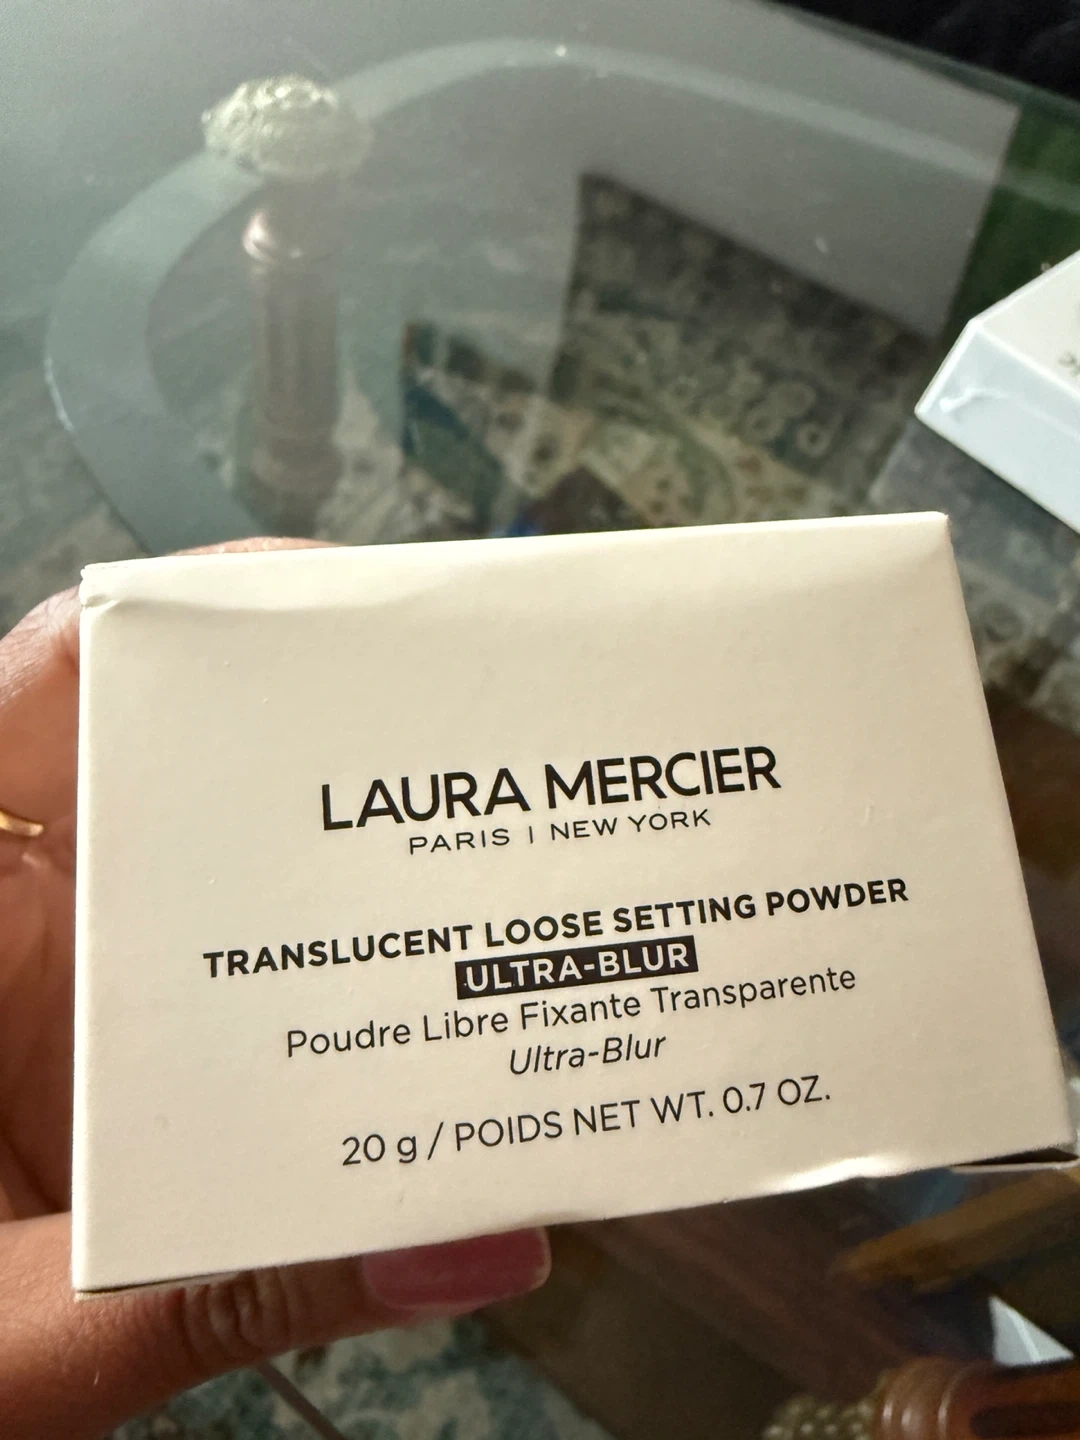 LAURA MERCIER
PARIS | NEW YORK
TRANSLUCENT LOOSE SETTING POWDER
ULTRA-BLUR
Poudre Libre Fixante Transparente
Ultra-Blur
20 g / POIDS NET WT. 0.7 OZ.